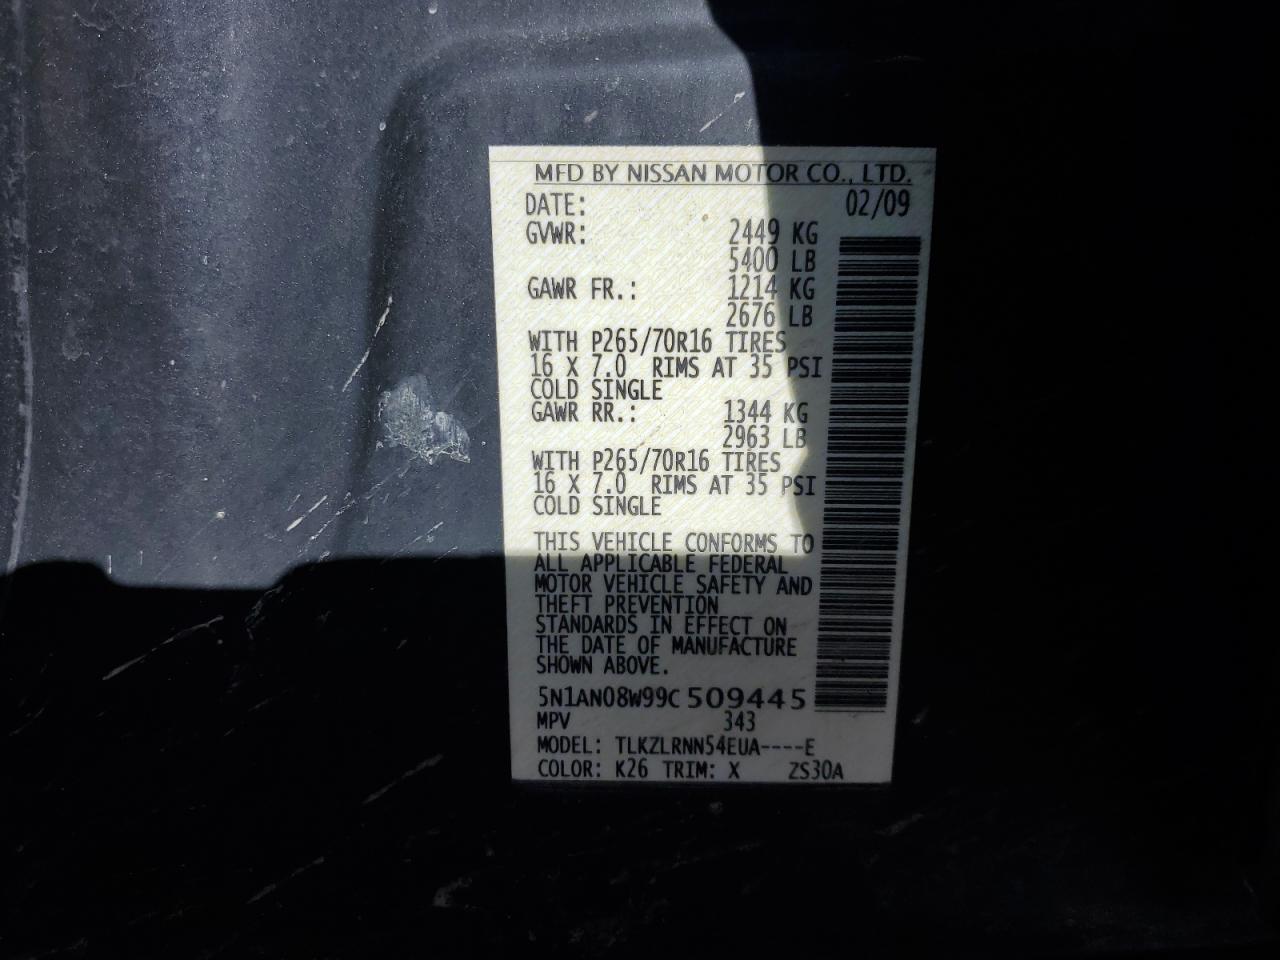 MFD BY NISSAN MOTOR CO., LTD.
DATE: 02/09
GVWR: 2449 KG
5400 LB
GAWR FR.: 1214 KG
2676 LB
WITH P265/70R16 TIRES
16 X 7.0 RIMS AT 35 PSI
COLD SINGLE
GAWR RR.: 1344 KG
2963 LB
WITH P265/70R16 TIRES
16 X 7.0 RIMS AT 35 PSI
COLD SINGLE
THIS VEHICLE CONFORMS TO
ALL APPLICABLE FEDERAL
MOTOR VEHICLE SAFETY AND
THEFT PREVENTION
STANDARDS IN EFFECT ON
THE DATE OF MANUFACTURE
SHOWN ABOVE.
5N1AN08W99C509445
MPV 343
MODEL: TLKZLRNN54EUA----E
COLOR: K26 TRIM: X ZS30A